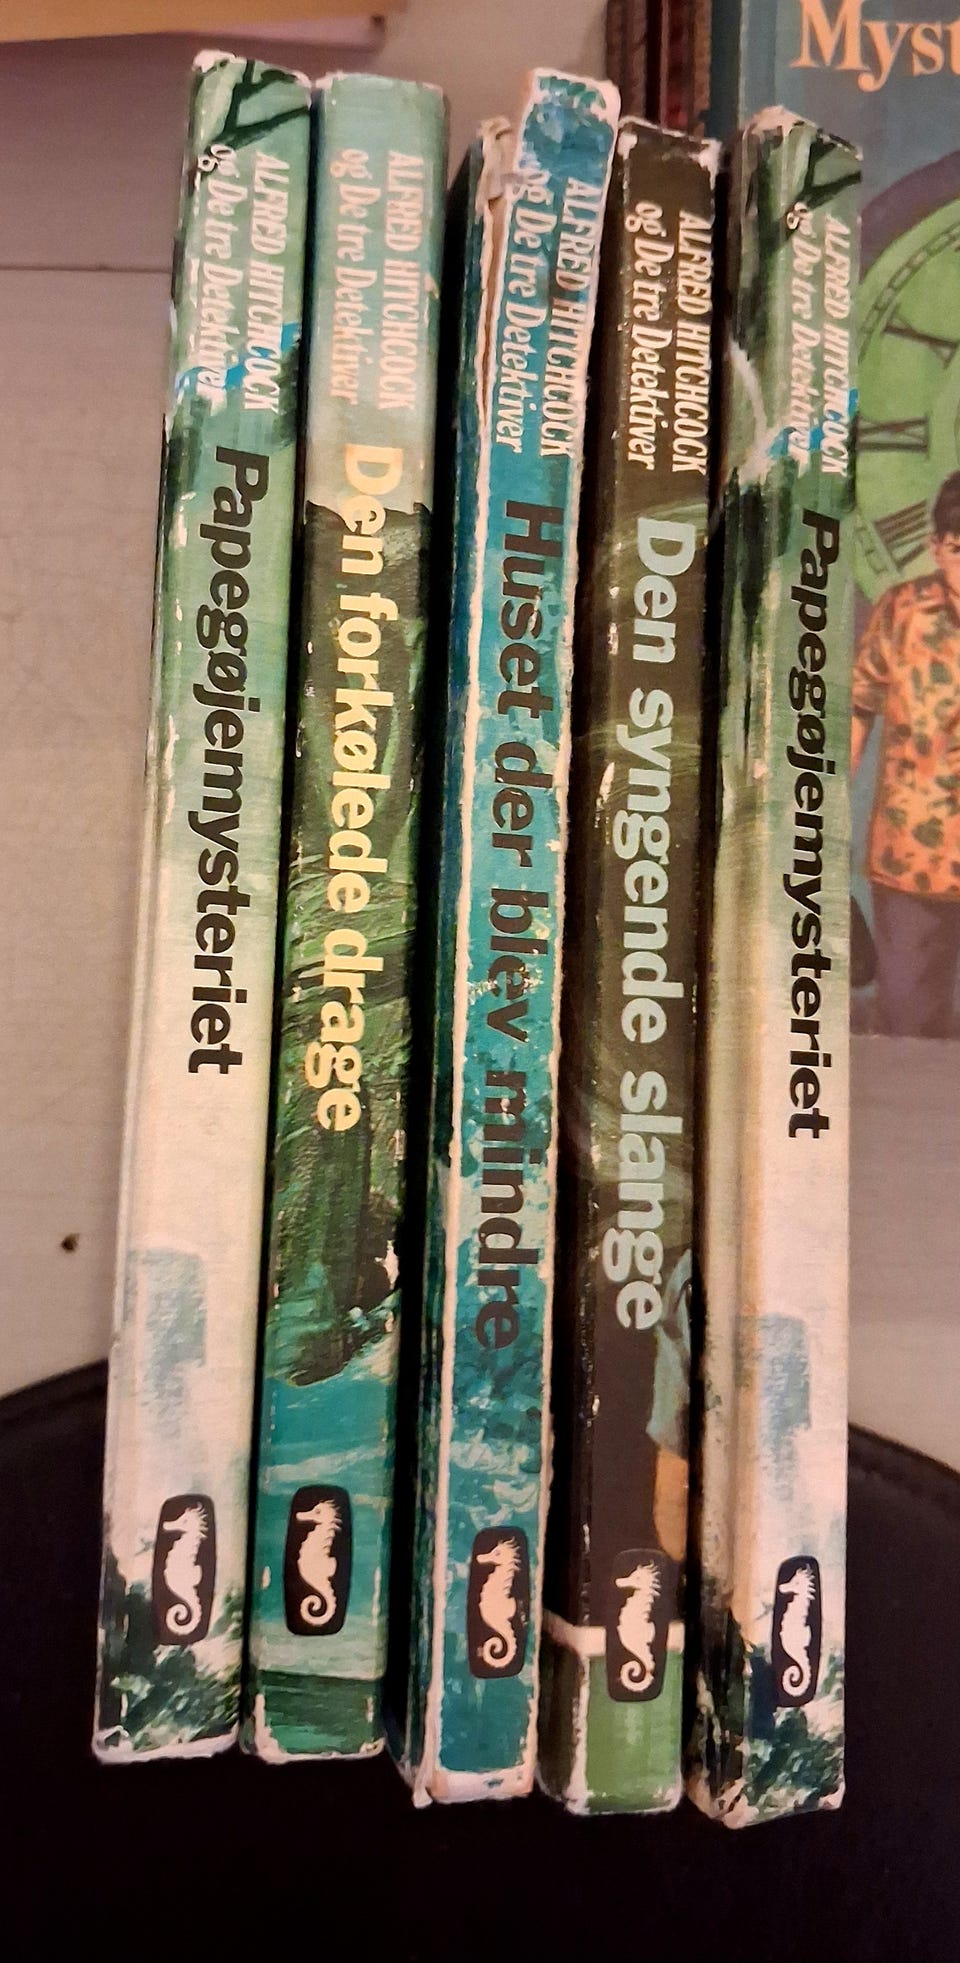 ALFRED HITCHCOCK
og De tre Detektiver
Papegøjemysteriet
ALFRED HITCHCOCK
og De tre Detektiver
Den forkølede drage
ALFRED HITCHCOCK
og De tre Detektiver
Huset der blev mindre
ALFRED HITCHCOCK
og De tre Detektiver
Den syngende slange
ALFRED HITCHCOCK
og De tre Detektiver
Papegøjemysteriet
Myst